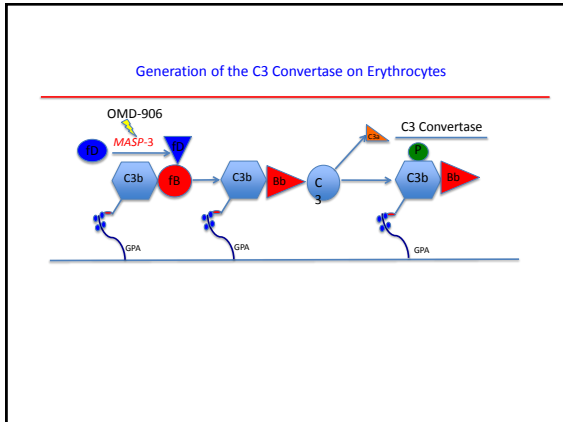 Generation of the C3 Convertase on Erythrocytes
OMD-906
MASP-3
fD
fD
C3b
fB
C3b
Bb
C
3
C3a
C3 Convertase
P
C3b
Bb
GPA
GPA
GPA